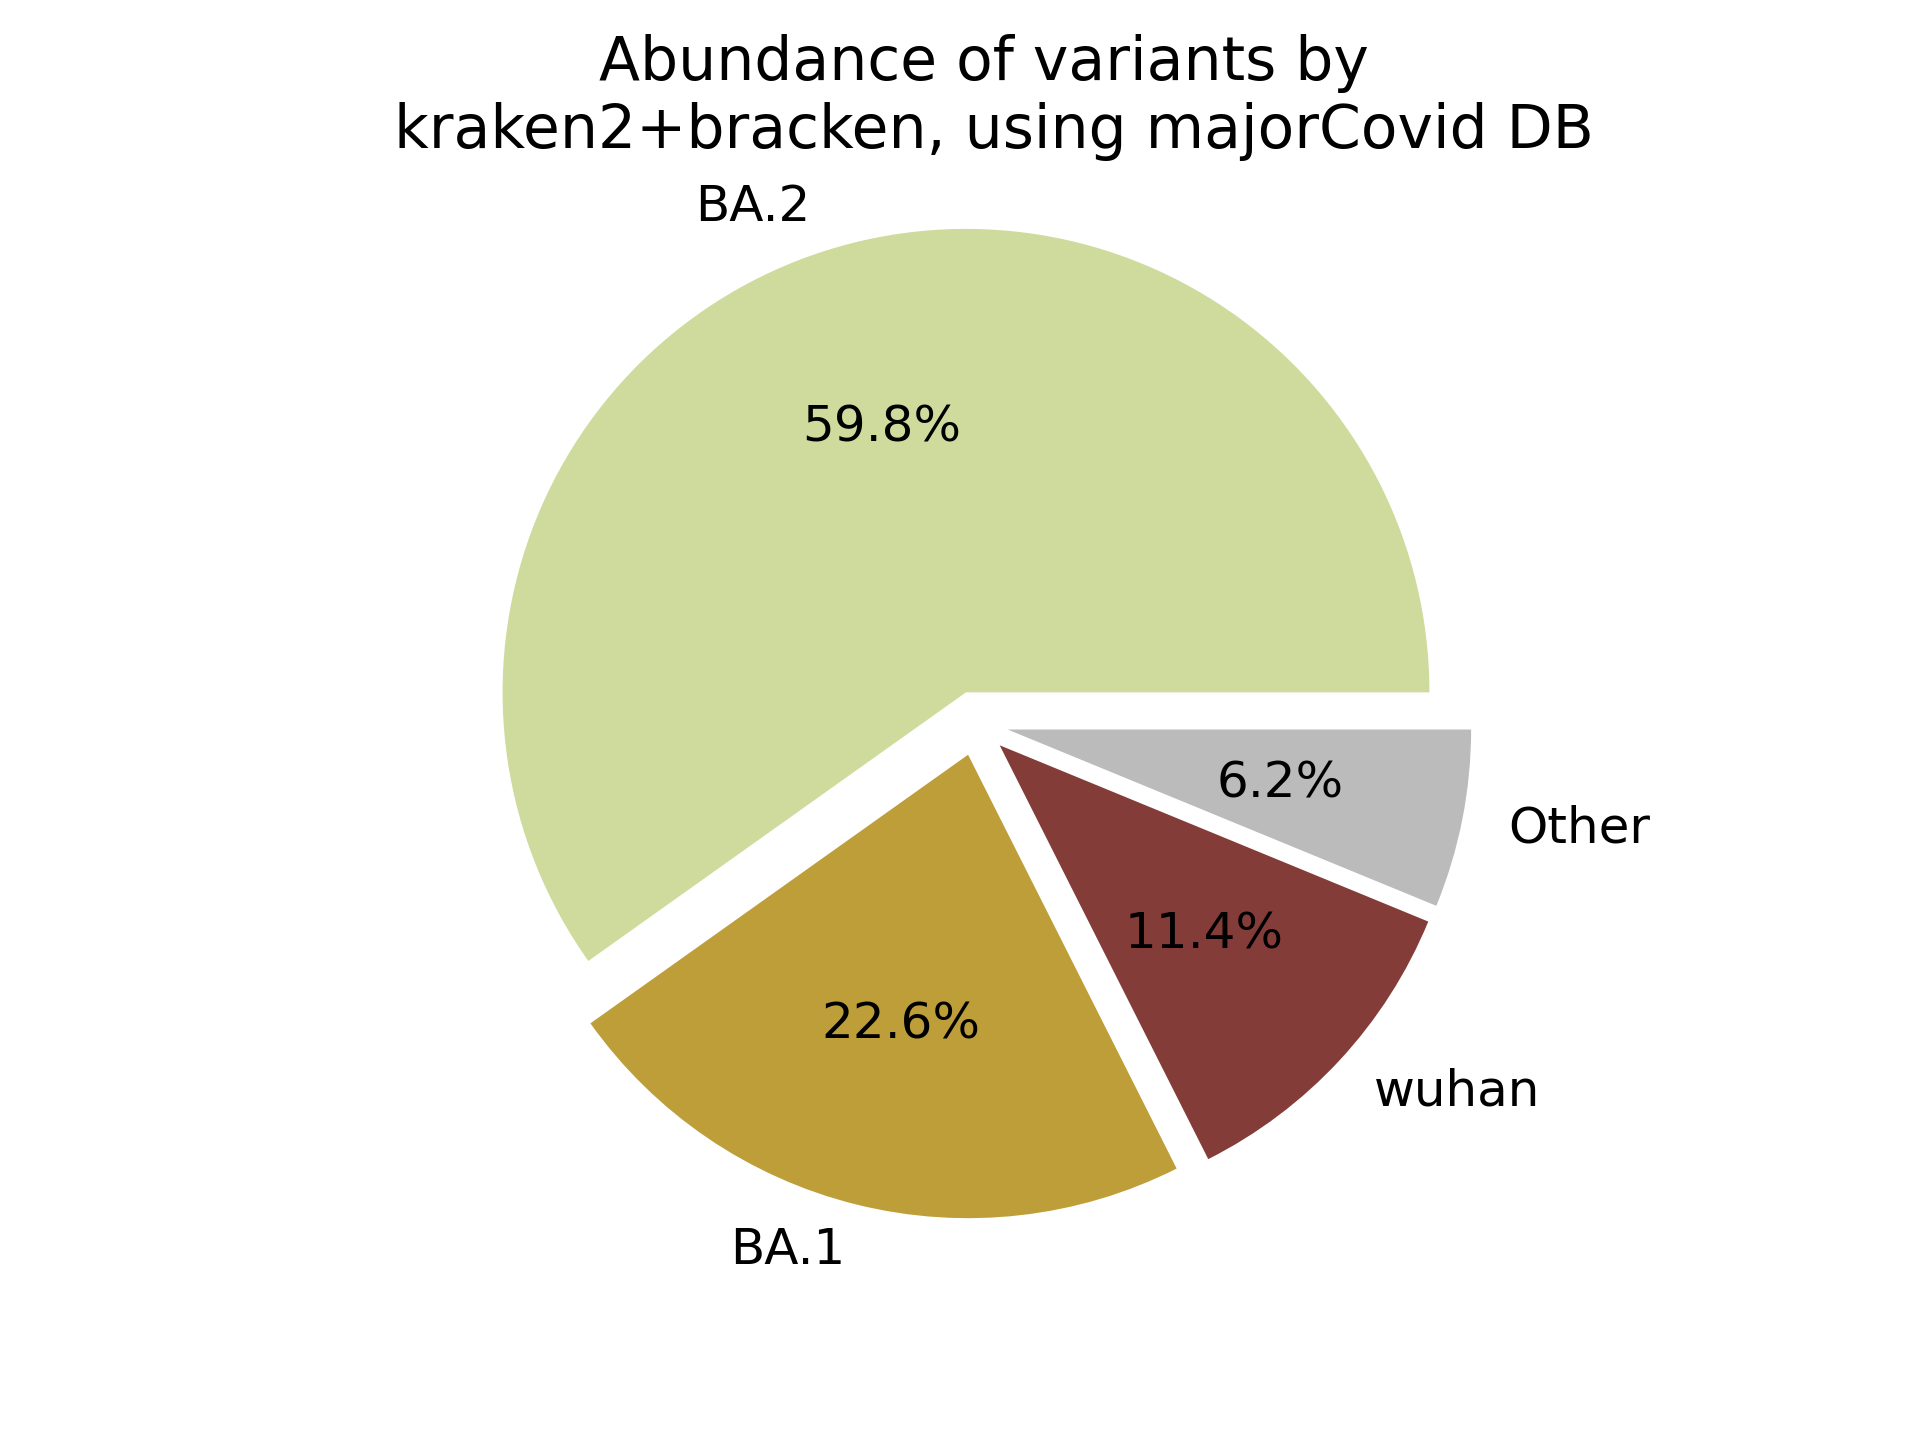 Abundance of variants by
kraken2+bracken, using majorCovid DB
BA.2
59.8%
6.2%
Other
11.4%
22.6%
wuhan
BA.1